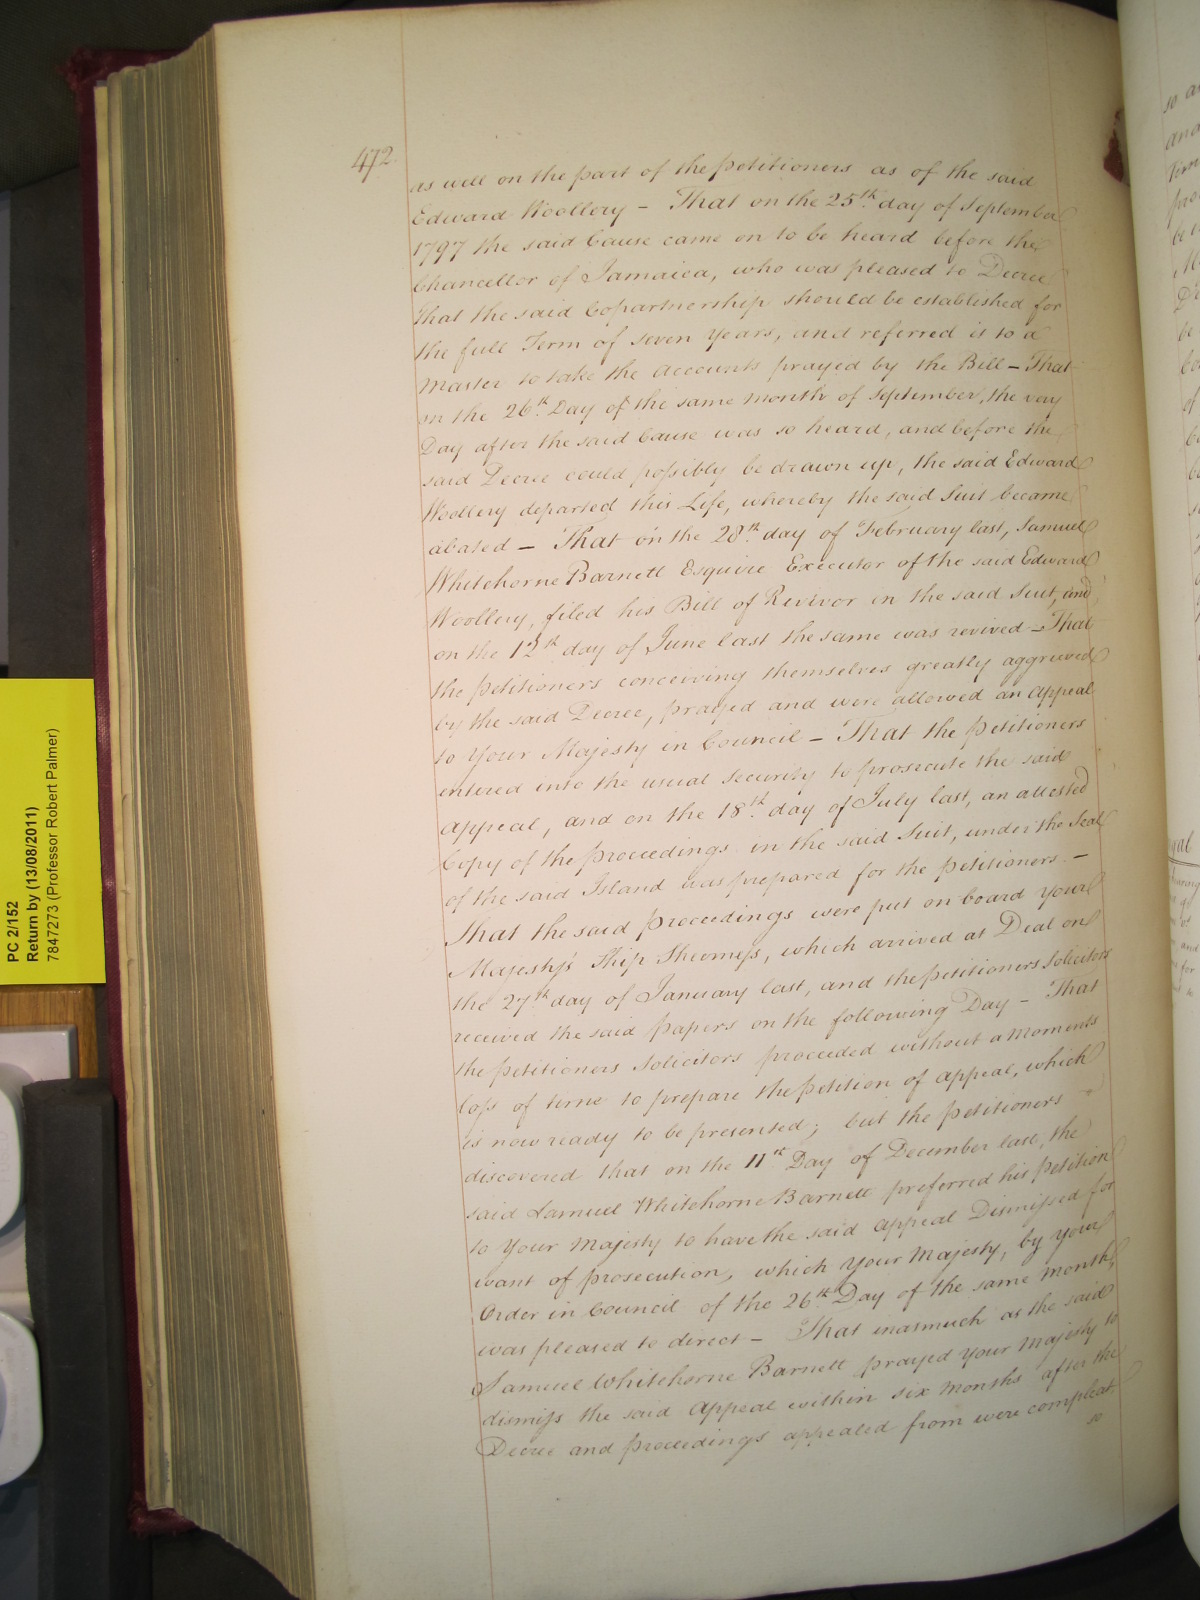 472.
as well on the part of the petitioners as of the said
Edward Woollery – That on the 25th. day of September
1797 the said Cause came on to be heard before the
Chancellor of Jamaica, who was pleased to Decree
That the said Copartnership should be established for
the full Term of seven Years, and referred it to a
Master to take the Accounts prayed by the Bill – That
on the 26th. Day of the same month of September, the very
Day after the said Cause was so heard, and before the
said Decree could possibly be drawn up, the said Edward
Woollery departed this Life, whereby the said Suit became
abated – That on the 28th. day of February last, Samuel
Whitehorne Barnett Esquire Executor of the said Edward
Woollery, filed his Bill of Revivor in the said Suit, and
on the 12th day of June last the same was revived – That
the petitioners conceiving themselves greatly aggrieved
by the said Decree, prayed and were allowed an Appeal
to Your Majesty in Council – That the petitioners
entered into the usual security to prosecute the said
Appeal, and on the 18th. day of July last, an attested
Copy of the proceedings in the said Suit, under the Seal
of the said Island was prepared for the petitioners –
That the said proceedings were put on board Your
Majesty's Ship , which arrived at Deal on
the 27th day of January last, and the petitioners Solicitors
received the said papers on the following Day – That
the petitioners Solicitors proceeded without a moments
loss of time to prepare the petition of Appeal, which
is now ready to be presented; but the petitioners
discovered that on the 11th Day of December last, the
said Samuel Whitehorne Barnett preferred his petition
to Your Majesty to have the said Appeal Dismissed for
want of prosecution, which Your Majesty, by Your
Order in Council of the 26th Day of the same month,
was pleased to direct – That inasmuch as the said
Samuel Whitehorne Barnett prayed Your Majesty to
dismiss the said Appeal within six months after the
Decree and proceedings appealed from were compleat,
so
PC 2/152
Return by (13/08/2011)
7847273 (Professor Robert Palmer)